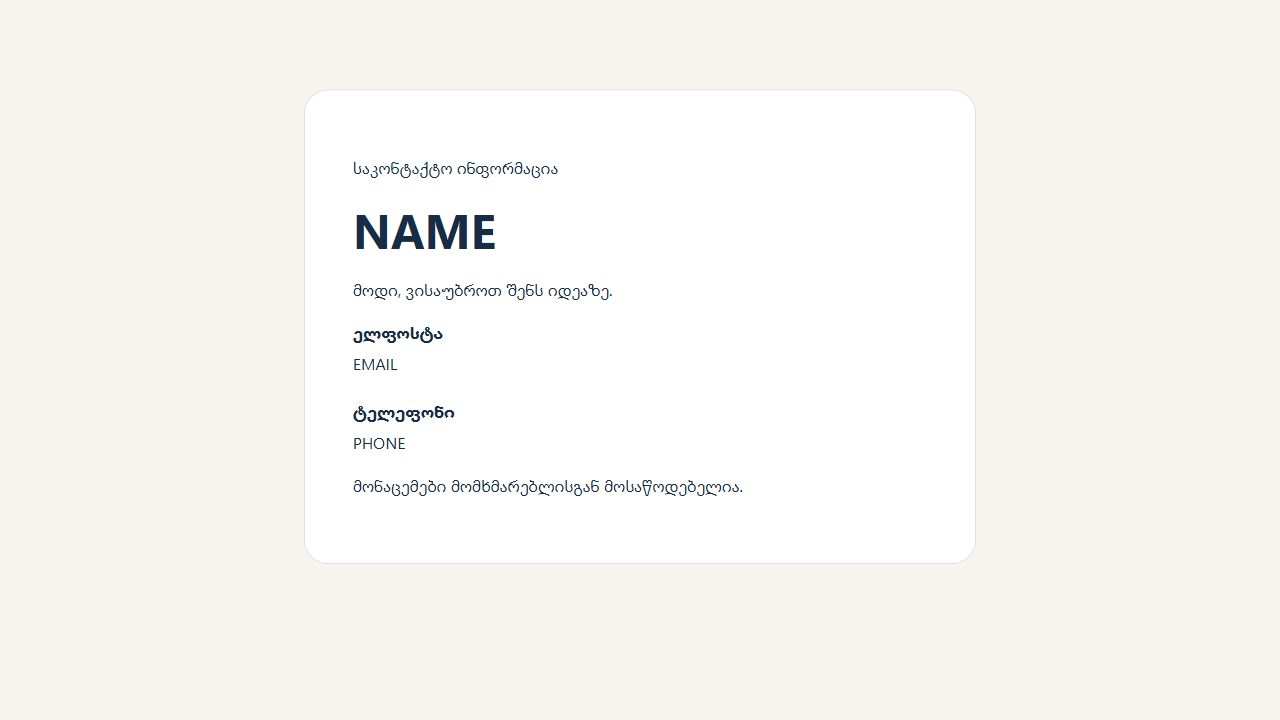 საკონტაქტო ინფორმაცია
NAME
მოდი, ვისაუბროთ შენს იდეაზე.
ელფოსტა
EMAIL
ტელეფონი
PHONE
მონაცემები მომხმარებლისგან მოსაწოდებელია.